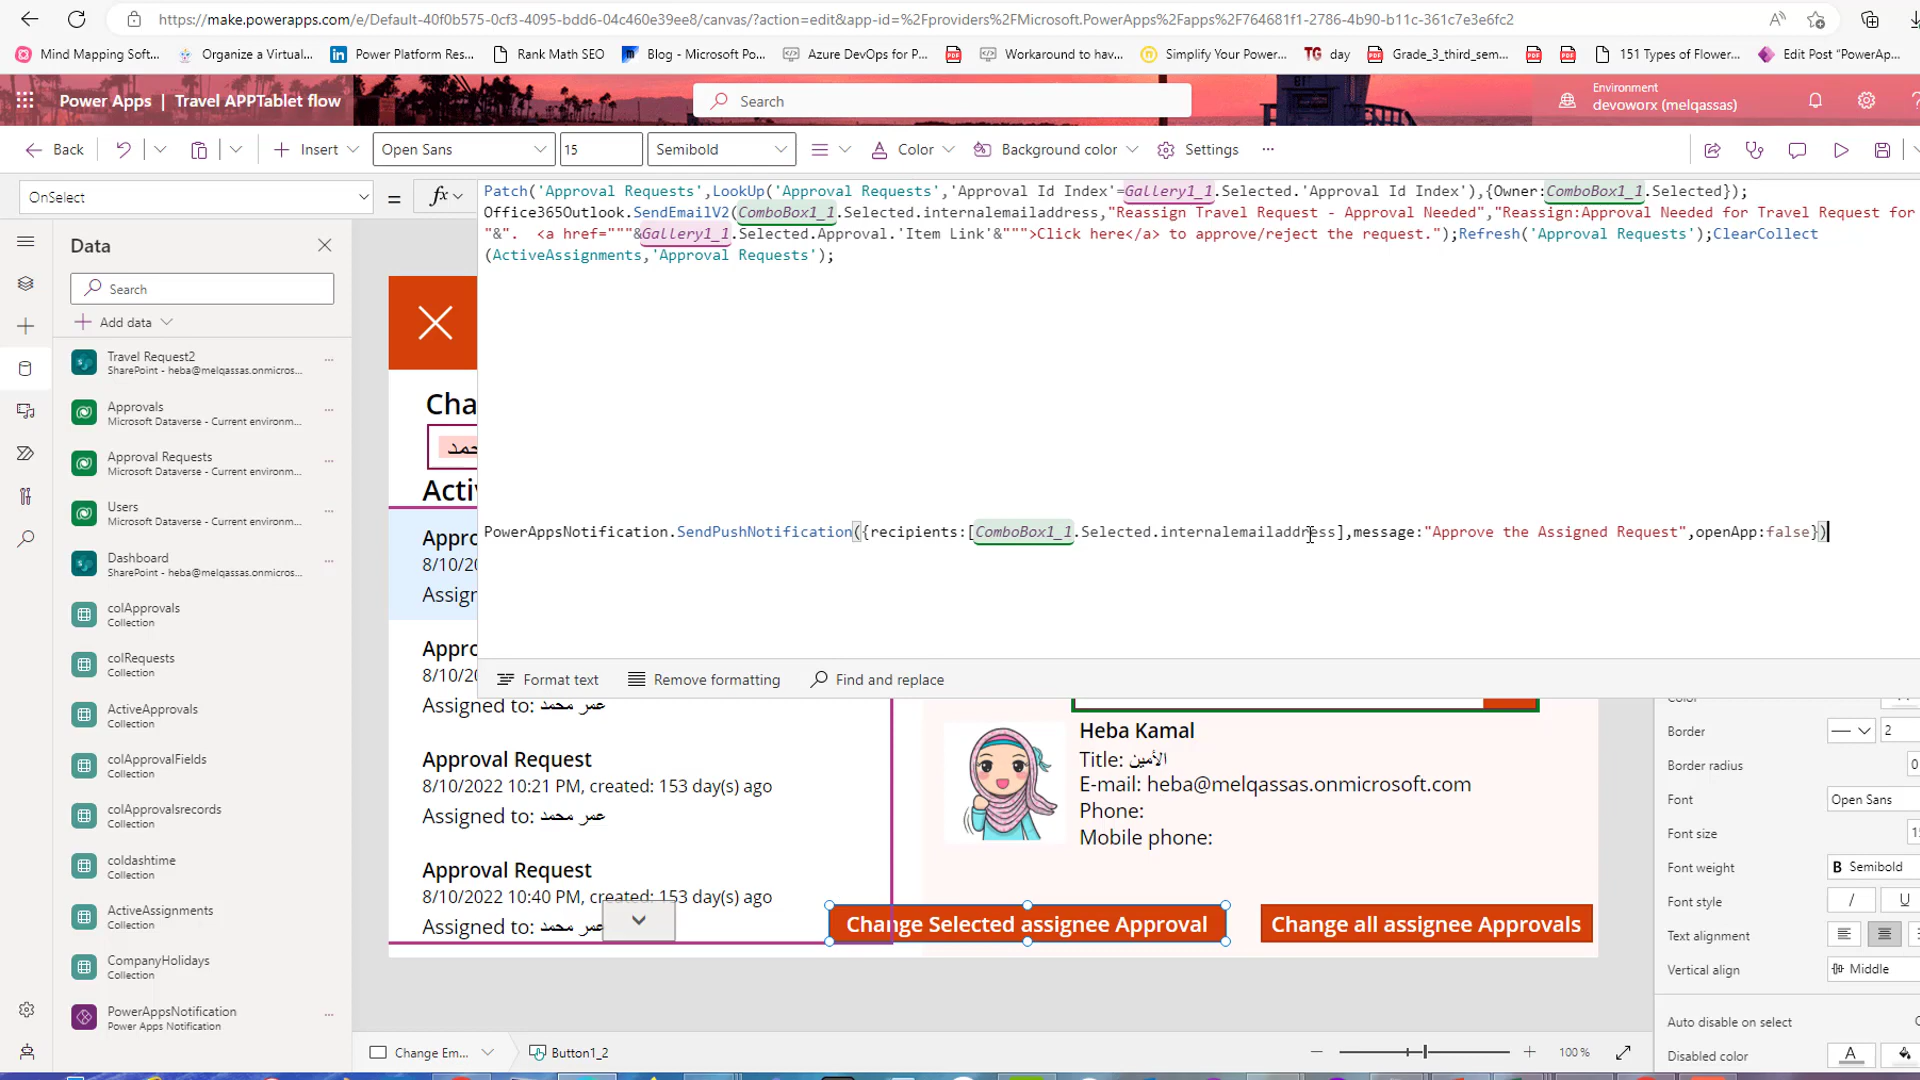 https://make.powerapps.com/e/Default-40f0b575-0cf3-4095-bdd6-04c460e39ee8/canvas/?action=edit&app-id=%2Fproviders%2FMicrosoft.PowerApps%2Fapps%2F764681f1-2786-4b90-b11c-361c7e3e6fc2
Mind Mapping Soft...
Organize a Virtual...
Power Platform Res...
Rank Math SEO
Blog - Microsoft Po...
Azure DevOps for P...
Workaround to hav...
Simplify Your Power...
TG day
Grade_3_third_sem...
151 Types of Flower...
Edit Post "PowerAp...
Power Apps | Travel APPTablet flow
Search
Environment
devoworx (melqassas)
Back
Insert
Open Sans
15
Semibold
Color
Background color
Settings
OnSelect
=
fx
Patch('Approval Requests',LookUp('Approval Requests','Approval Id Index'=Gallery1_1.Selected.'Approval Id Index'),{Owner:ComboBox1_1.Selected});
Office365Outlook.SendEmailV2(ComboBox1_1.Selected.internalemailaddress,"Reassign Travel Request - Approval Needed","Reassign:Approval Needed for Travel Request for
"&".  <a href="""&Gallery1_1.Selected.Approval.'Item Link'&""">Click here</a> to approve/reject the request.");Refresh('Approval Requests');ClearCollect
(ActiveAssignments,'Approval Requests');
PowerAppsNotification.SendPushNotification({recipients:[ComboBox1_1.Selected.internalemailaddress],message:"Approve the Assigned Request",openApp:false})
Format text
Remove formatting
Find and replace
Data
Search
Add data
Travel Request2
SharePoint - heba@melqassas.onmicros...
Approvals
Microsoft Dataverse - Current environm...
Approval Requests
Microsoft Dataverse - Current environm...
Users
Microsoft Dataverse - Current environm...
Dashboard
SharePoint - heba@melqassas.onmicros...
colApprovals
Collection
colRequests
Collection
ActiveApprovals
Collection
colApprovalFields
Collection
colApprovalsrecords
Collection
coldashtime
Collection
ActiveAssignments
Collection
CompanyHolidays
Collection
PowerAppsNotification
Power Apps Notification
Cha
حمد
Acti
Appro
8/10/20
Assign
Appro
8/10/20
Assigned to: عمر محمد
Approval Request
8/10/2022 10:21 PM, created: 153 day(s) ago
Assigned to: عمر محمد
Approval Request
8/10/2022 10:40 PM, created: 153 day(s) ago
Assigned to: عمر محمد
Heba Kamal
Title: الأمين
E-mail: heba@melqassas.onmicrosoft.com
Phone:
Mobile phone:
Change Selected assignee Approval
Change all assignee Approvals
Border
2
Border radius
0
Font
Open Sans
Font size
Font weight
B Semibold
Font style
/ U
Text alignment
Vertical align
Middle
Auto disable on select
Disabled color
A
Change Em...
Button1_2
100 %